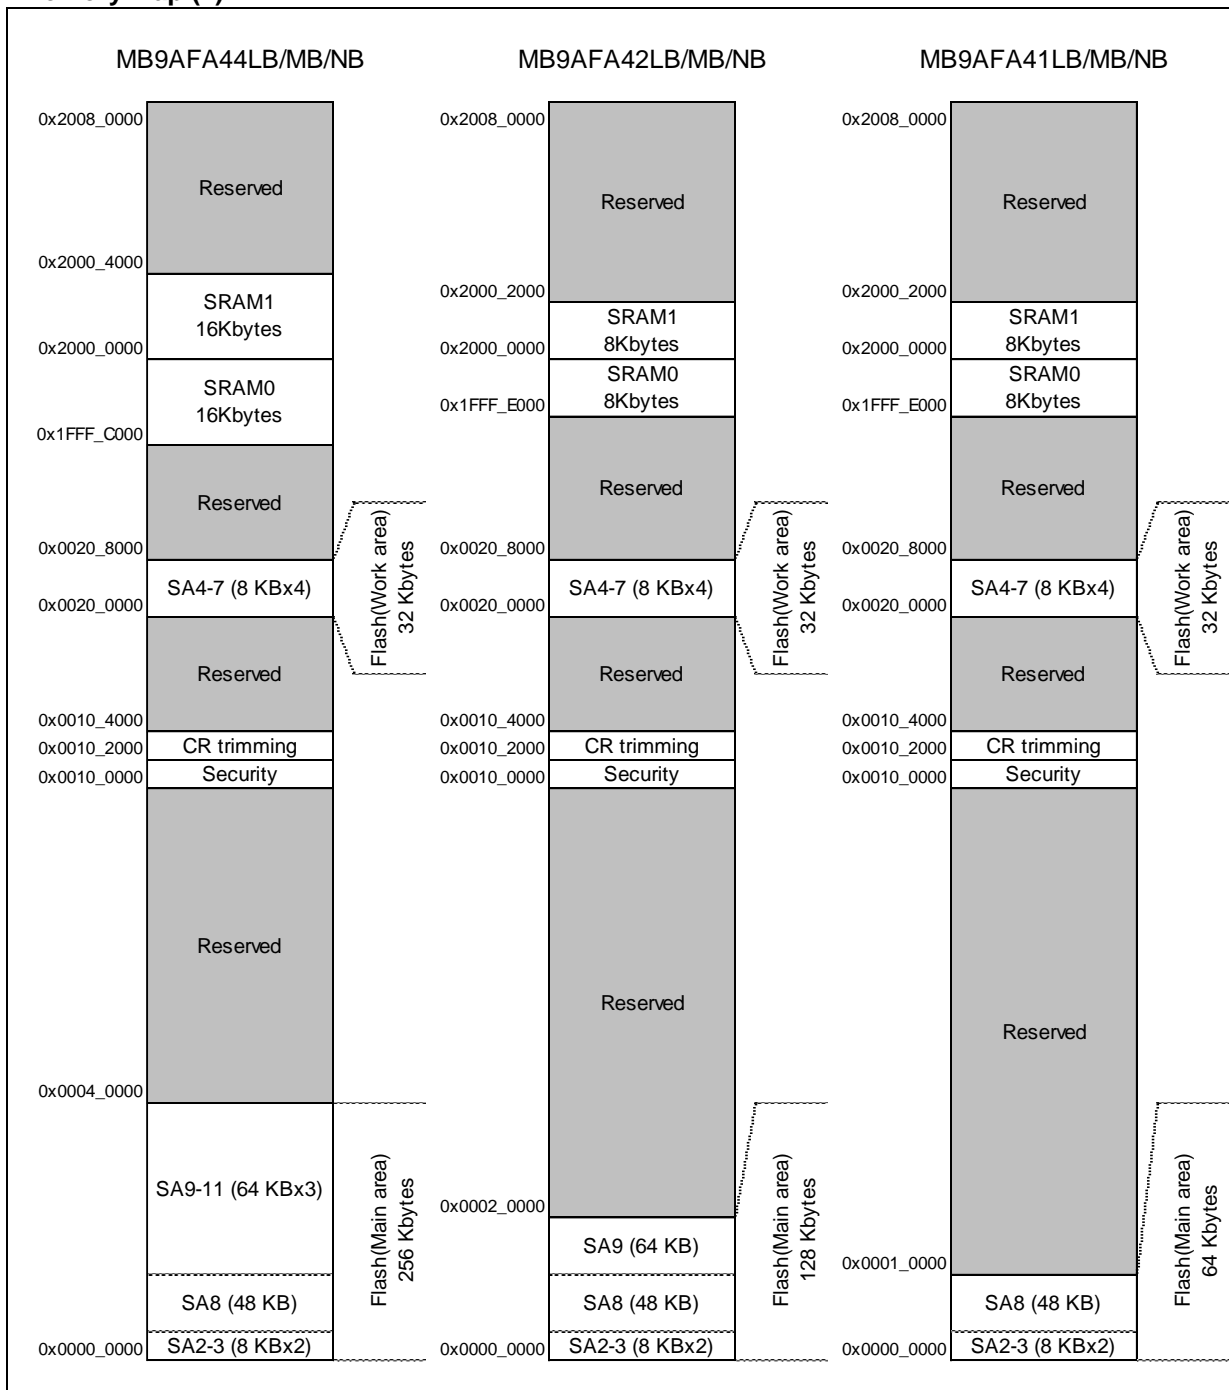 MB9AFA44LB/MB/NB
0x2008_0000
Reserved
0x2000_4000
SRAM1
16Kbytes
0x2000_0000
SRAM0
16Kbytes
0x1FFF_C000
Reserved
0x0020_8000
SA4-7 (8 KBx4)
0x0020_0000
Flash(Work area)
32 Kbytes
Reserved
0x0010_4000
CR trimming
0x0010_2000
Security
0x0010_0000
Reserved
0x0004_0000
SA9-11 (64 KBx3)
Flash(Main area)
256 Kbytes
SA8 (48 KB)
SA2-3 (8 KBx2)
0x0000_0000
MB9AFA42LB/MB/NB
0x2008_0000
Reserved
0x2000_2000
SRAM1
8Kbytes
0x2000_0000
SRAM0
8Kbytes
0x1FFF_E000
Reserved
0x0020_8000
SA4-7 (8 KBx4)
0x0020_0000
Flash(Work area)
32 Kbytes
Reserved
0x0010_4000
CR trimming
0x0010_2000
Security
0x0010_0000
Reserved
0x0002_0000
SA9 (64 KB)
Flash(Main area)
128 Kbytes
SA8 (48 KB)
SA2-3 (8 KBx2)
0x0000_0000
MB9AFA41LB/MB/NB
0x2008_0000
Reserved
0x2000_2000
SRAM1
8Kbytes
0x2000_0000
SRAM0
8Kbytes
0x1FFF_E000
Reserved
0x0020_8000
SA4-7 (8 KBx4)
0x0020_0000
Flash(Work area)
32 Kbytes
Reserved
0x0010_4000
CR trimming
0x0010_2000
Security
0x0010_0000
Reserved
0x0001_0000
Flash(Main area)
64 Kbytes
SA8 (48 KB)
SA2-3 (8 KBx2)
0x0000_0000